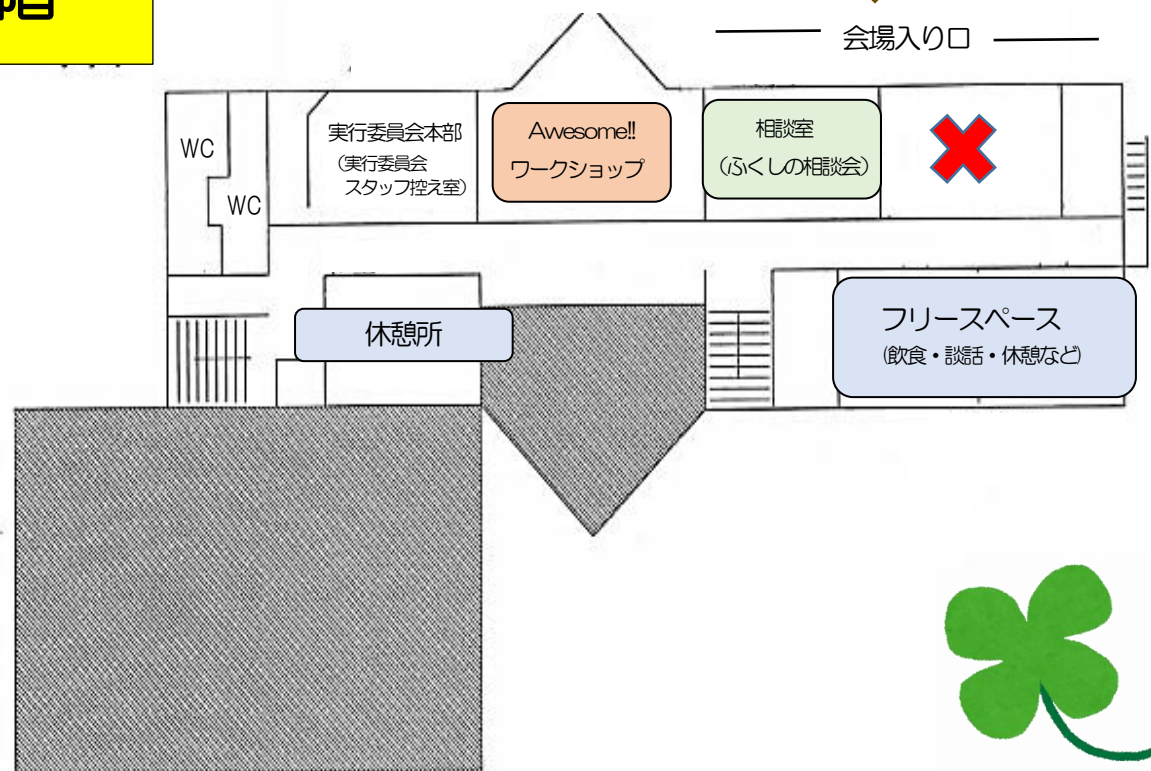 階
会場入り口
WC
WC
実行委員会本部
（実行委員会
スタッフ控え室）
Awesome!!
ワークショップ
相談室
（ふくしの相談会）
休憩所
フリースペース
（飲食・談話・休憩など）